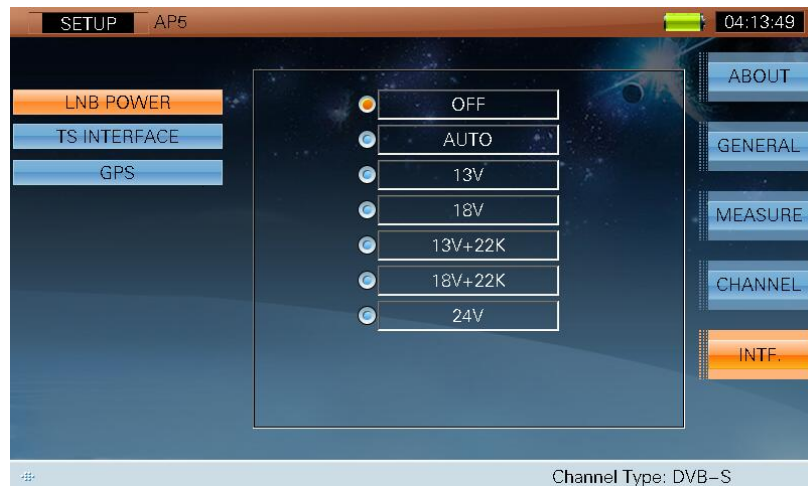 SETUP AP5 04:13:49
LNB POWER
TS INTERFACE
GPS
OFF
AUTO
13V
18V
13V+22K
18V+22K
24V
ABOUT
GENERAL
MEASURE
CHANNEL
INTF.
Channel Type: DVB-S